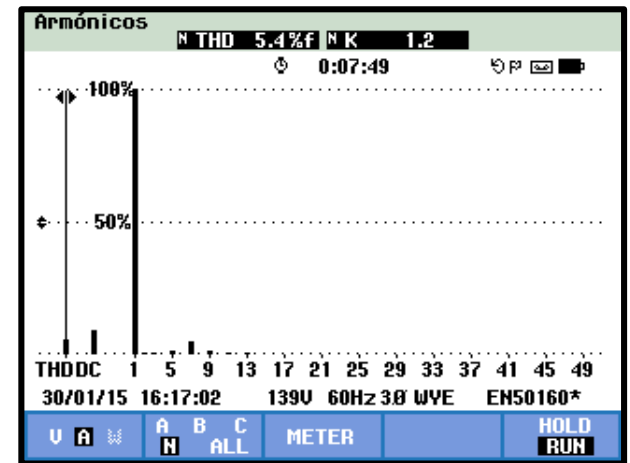 Armónicos
N THD 5.4%f N K 1.2
0:07:49
100%
50%
THD DC 1 5 9 13 17 21 25 29 33 37 41 45 49
30/01/15 16:17:02 139V 60Hz 3Ø WYE EN50160*
V A W A B C N ALL METER HOLD RUN